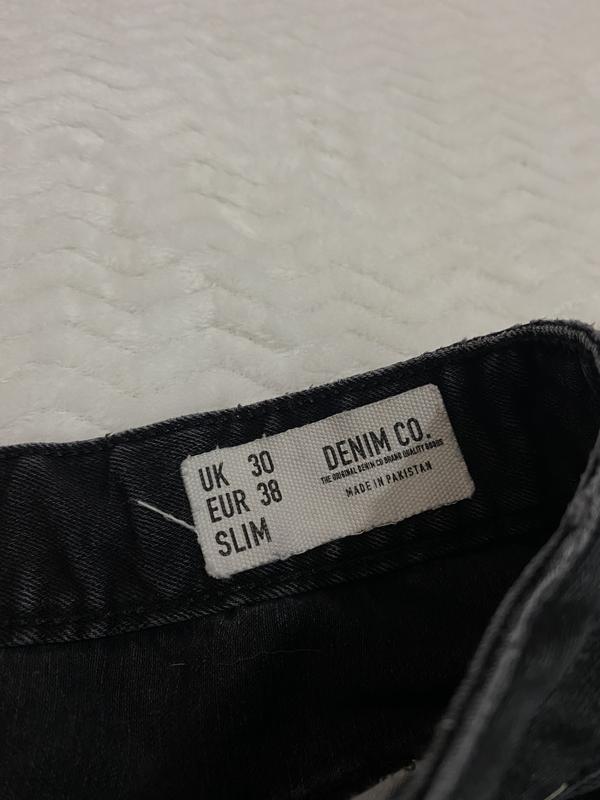 UK 30
EUR 38
SLIM
DENIM CO.
THE ORIGINAL DENIM CO BRAND QUALITY GOODS
MADE IN PAKISTAN